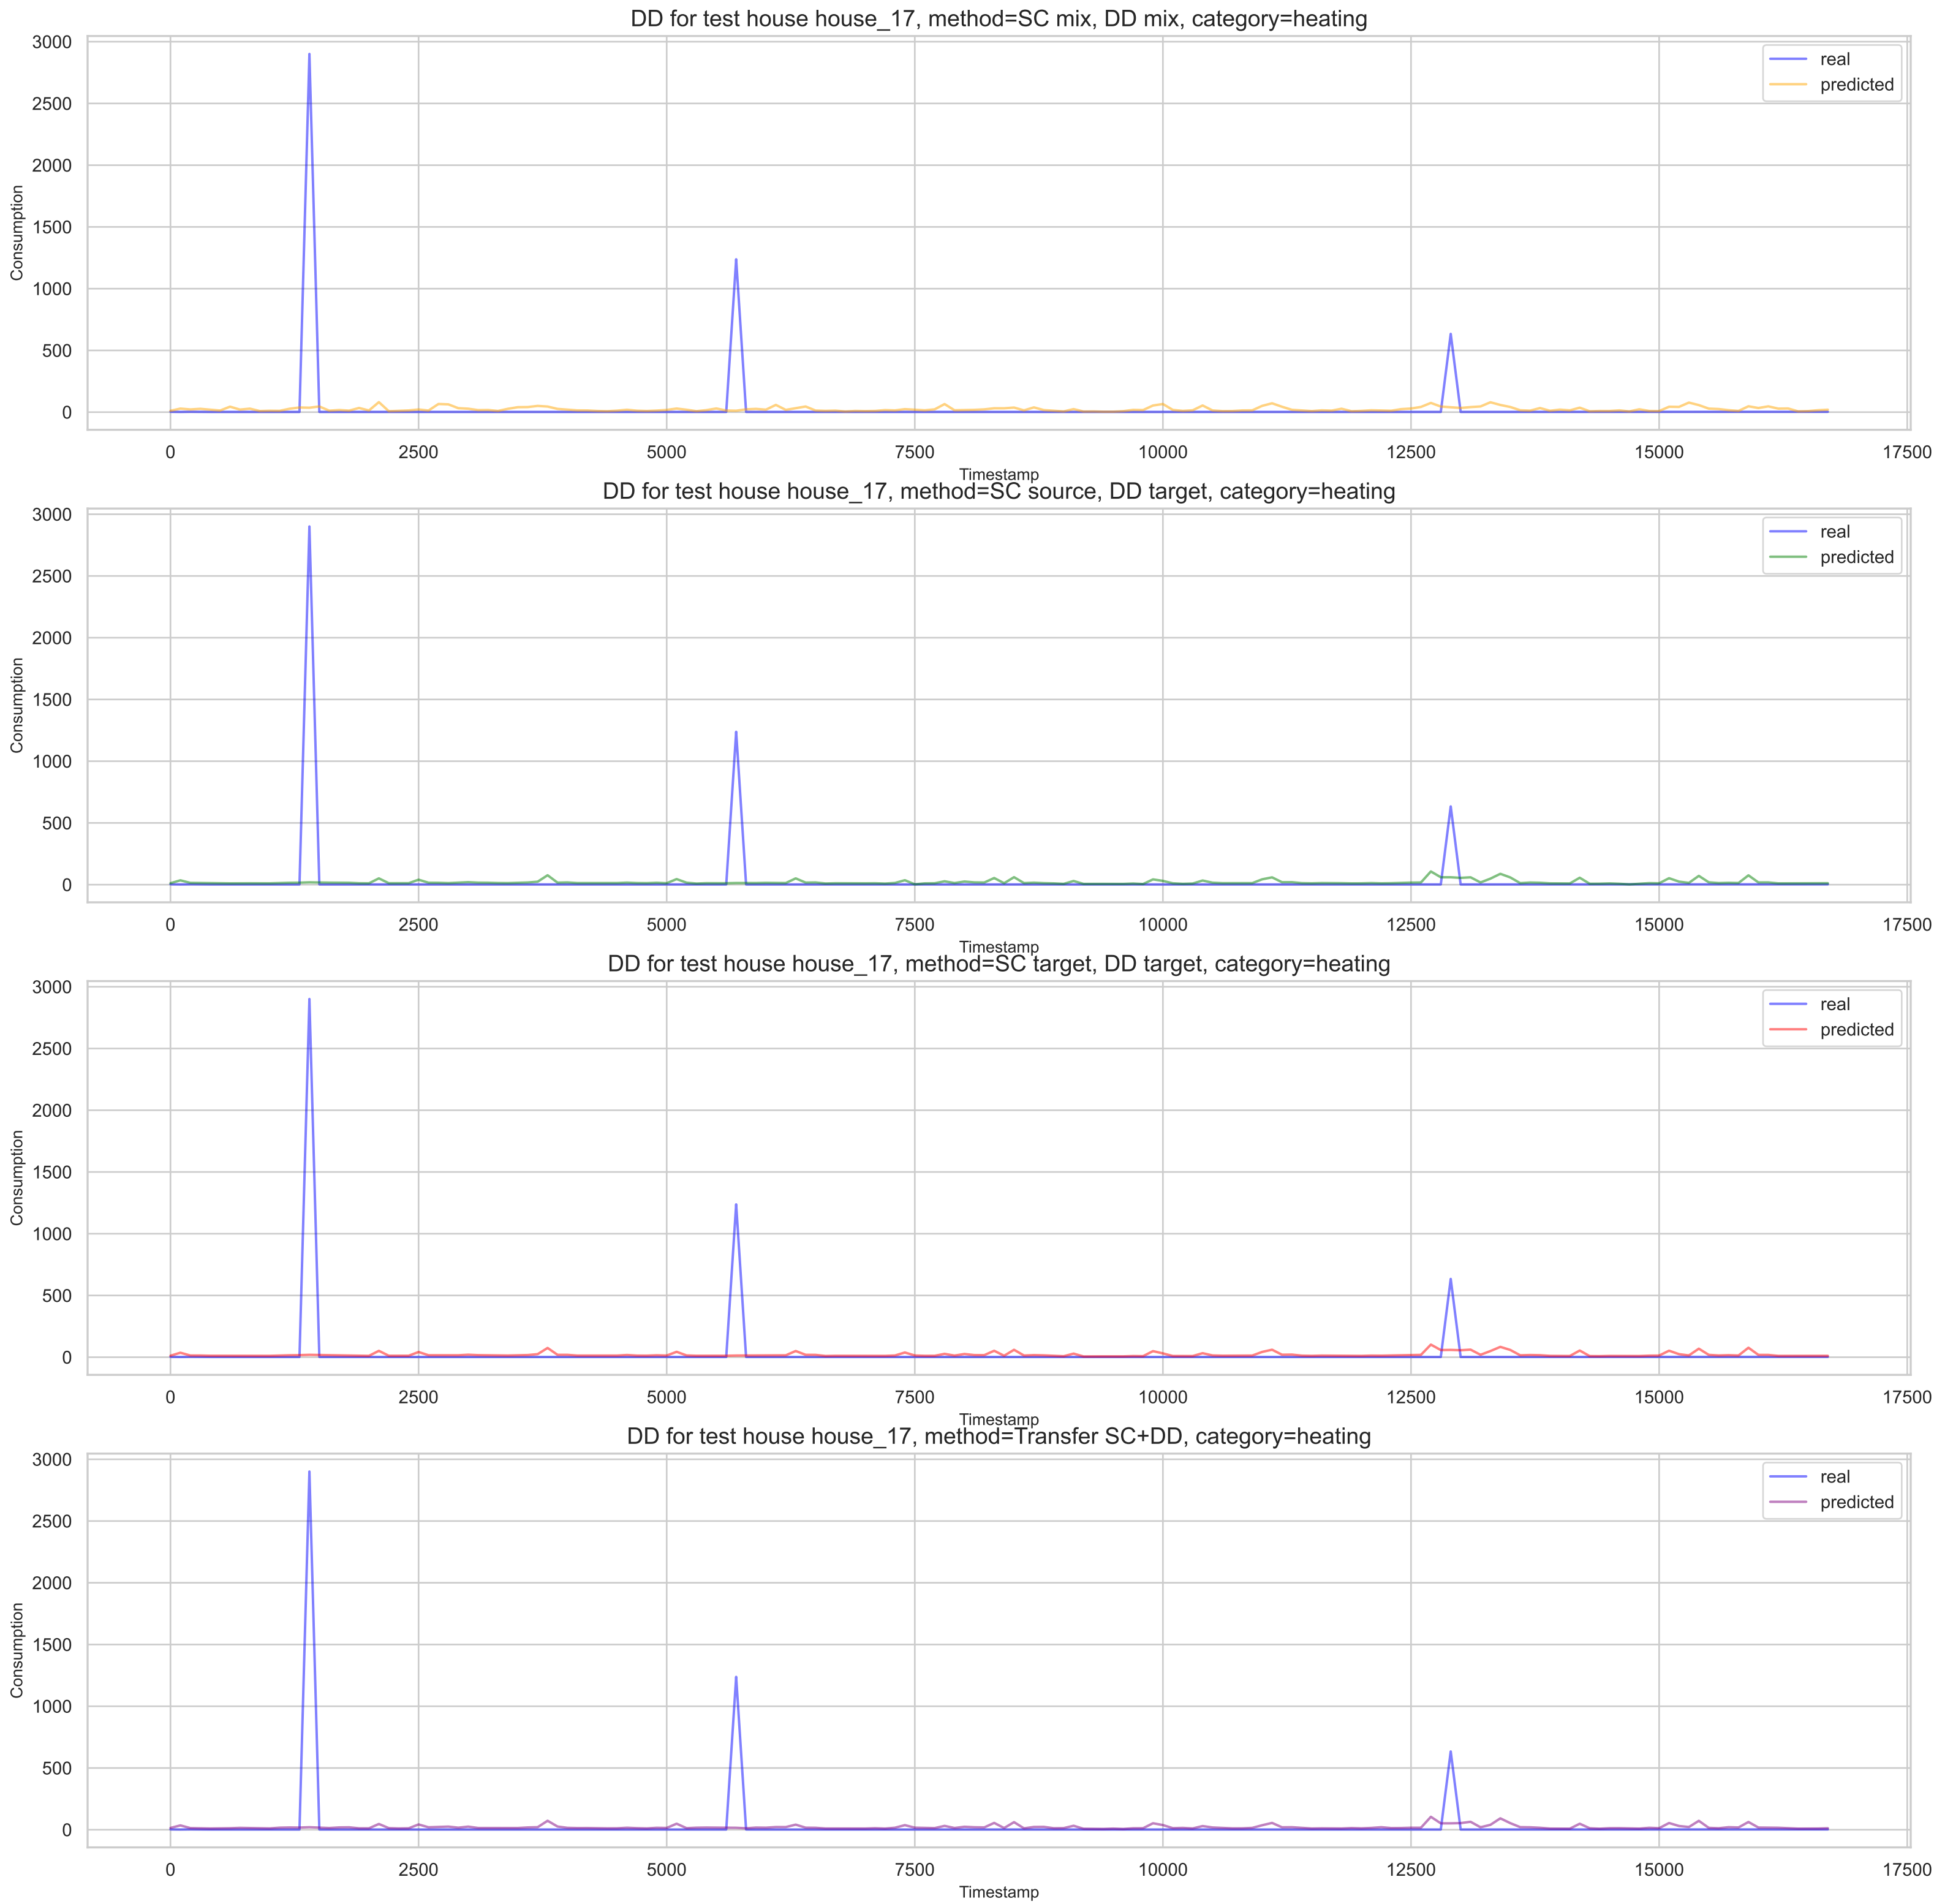 DD for test house house_17, method=SC mix, DD mix, category=heating
3000
2500
2000
1500
1000
500
0
Consumption
real
predicted
0 2500 5000 7500 10000 12500 15000 17500
Timestamp
DD for test house house_17, method=SC source, DD target, category=heating
3000
2500
2000
1500
1000
500
0
Consumption
real
predicted
0 2500 5000 7500 10000 12500 15000 17500
Timestamp
DD for test house house_17, method=SC target, DD target, category=heating
3000
2500
2000
1500
1000
500
0
Consumption
real
predicted
0 2500 5000 7500 10000 12500 15000 17500
Timestamp
DD for test house house_17, method=Transfer SC+DD, category=heating
3000
2500
2000
1500
1000
500
0
Consumption
real
predicted
0 2500 5000 7500 10000 12500 15000 17500
Timestamp